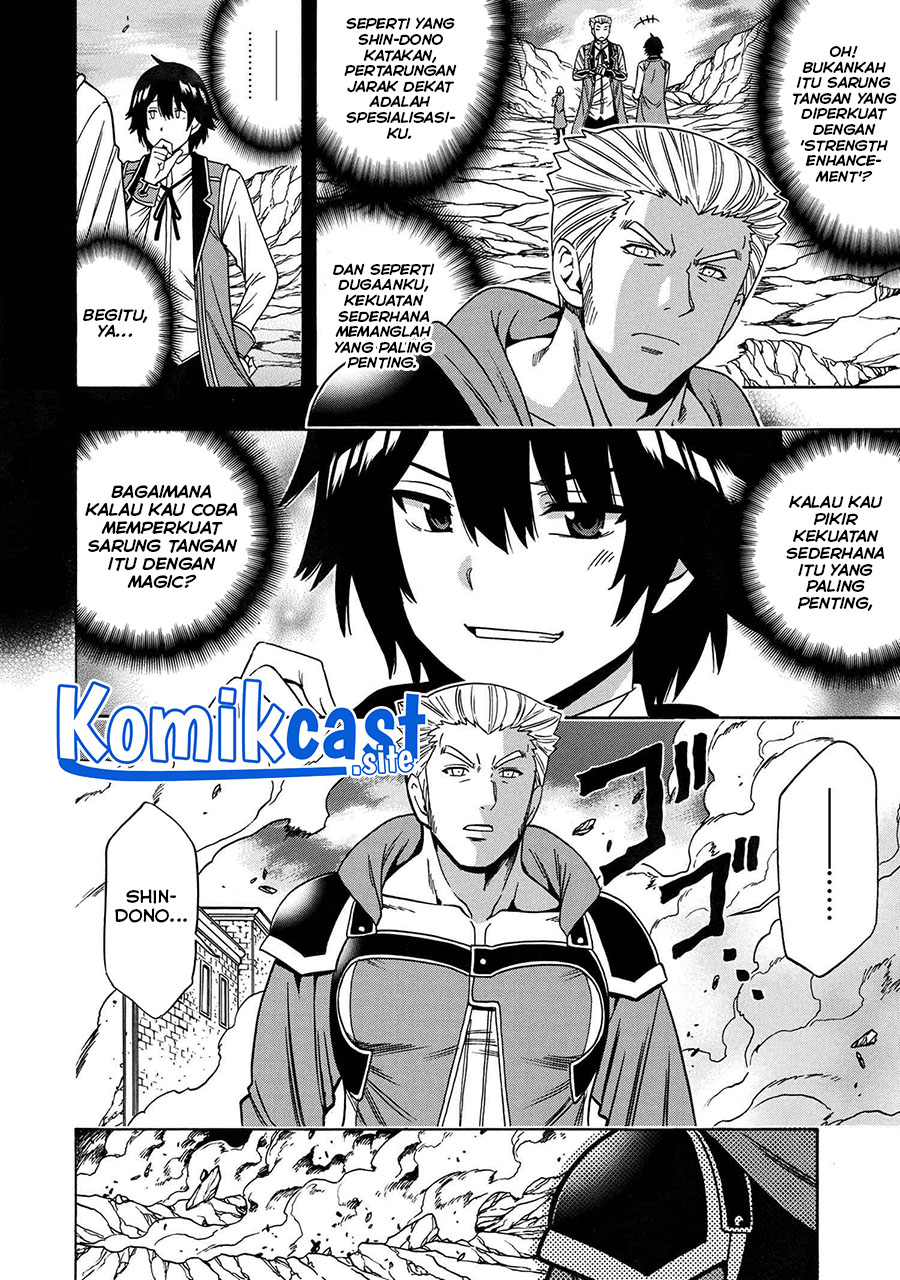 OH!
BUKANKAH
ITU SARUNG
TANGAN YANG
DIPERKUAT
DENGAN
'STRENGTH
ENHANCE-
MENT'?
SEPERTI YANG
SHIN-DONO
KATAKAN,
PERTARUNGAN
JARAK DEKAT
ADALAH
SPESIALISASI-
KU.
DAN SEPERTI
DUGAANKU,
KEKUATAN
SEDERHANA
MEMANGLAH
YANG PALING
PENTING.
..........
BEGITU,
YA...
KALAU KAU
PIKIR
KEKUATAN
SEDERHANA
ITU YANG
PALING
PENTING,
BAGAIMANA
KALAU KAU COBA
MEMPERKUAT
SARUNG TANGAN
ITU DENGAN
MAGIC?
Komikcast
.site
..........
ゴゴ
SHIN-
DONO...